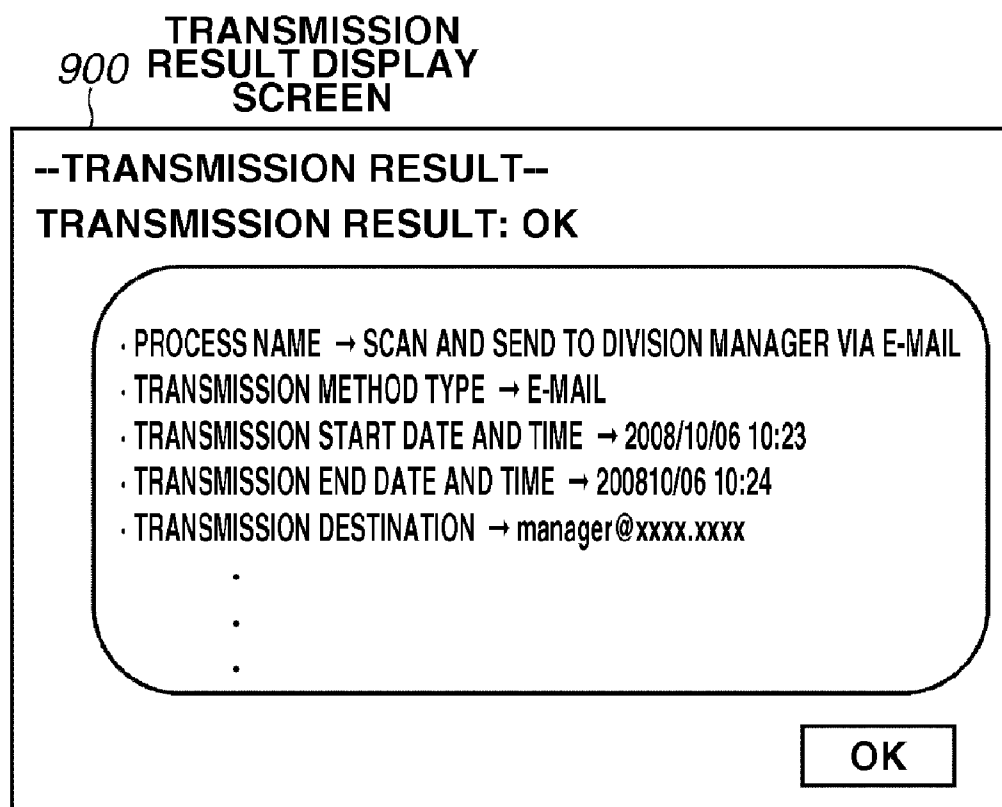 TRANSMISSION
900 RESULT DISPLAY
SCREEN
--TRANSMISSION RESULT--
TRANSMISSION RESULT: OK
· PROCESS NAME → SCAN AND SEND TO DIVISION MANAGER VIA E-MAIL
· TRANSMISSION METHOD TYPE → E-MAIL
· TRANSMISSION START DATE AND TIME → 2008/10/06 10:23
· TRANSMISSION END DATE AND TIME → 200810/06 10:24
· TRANSMISSION DESTINATION → manager@xxxx.xxxx
.
.
.
OK